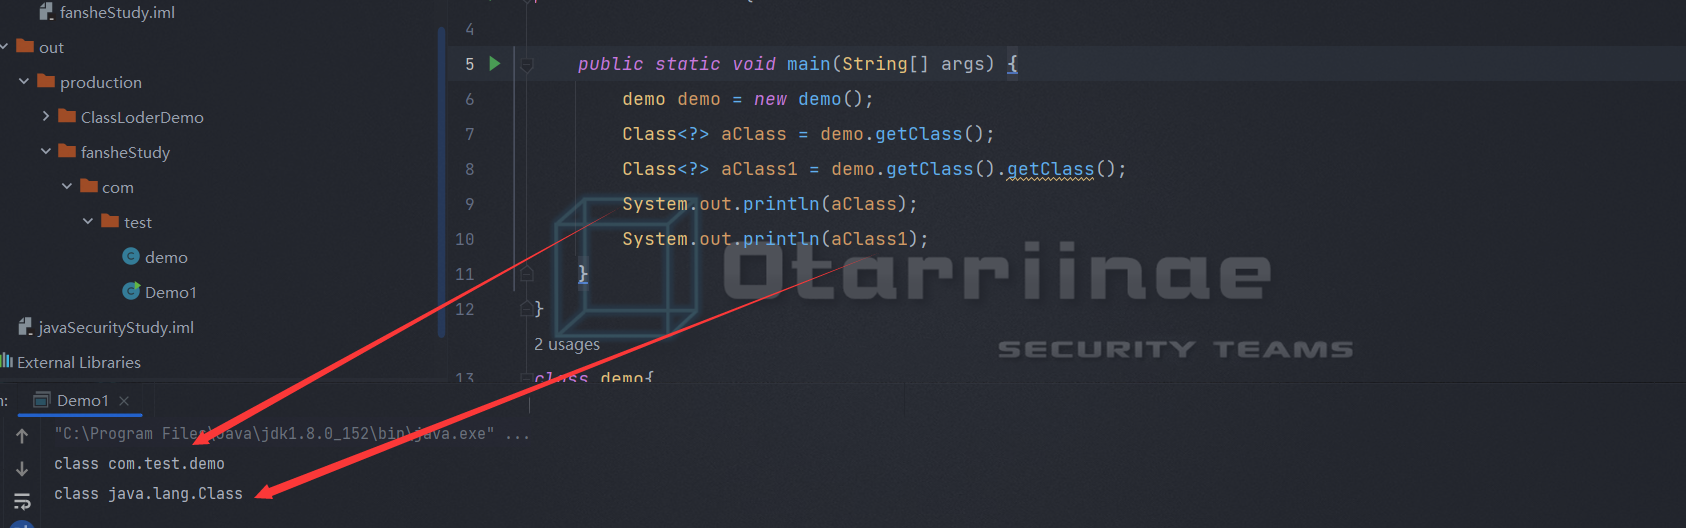 fansheStudy.iml
out
production
ClassLoderDemo
fansheStudy
com
test
demo
Demo1
javaSecurityStudy.iml
External Libraries
4
5 public static void main(String[] args) {
6 demo demo = new demo();
7 Class<?> aClass = demo.getClass();
8 Class<?> aClass1 = demo.getClass().getClass();
9 System.out.println(aClass);
10 System.out.println(aClass1);
11 }
12 }
2 usages
13 class demo{
Otarriinae
SECURITY TEAMS
Demo1
"C:\Program Files\Java\jdk1.8.0_152\bin\java.exe" ...
class com.test.demo
class java.lang.Class